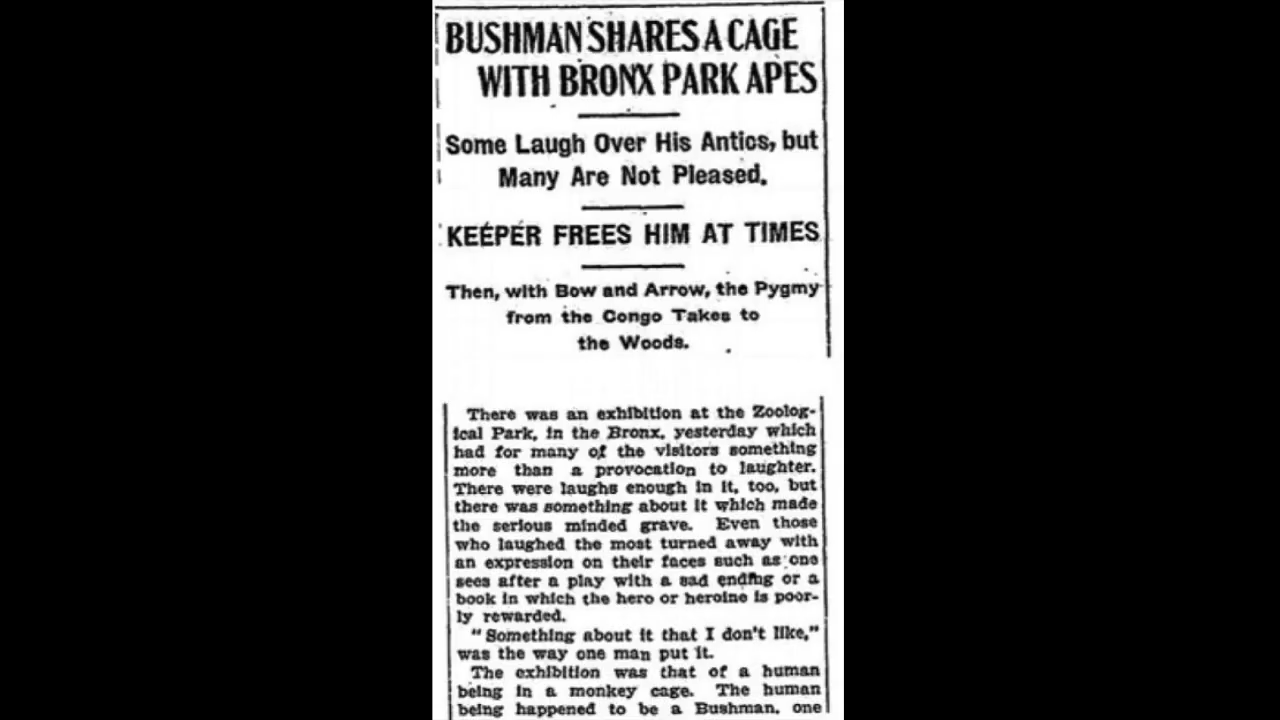 BUSHMAN SHARES A CAGE
WITH BRONX PARK APES
Some Laugh Over His Antics, but
Many Are Not Pleased.
KEEPER FREES HIM AT TIMES
Then, with Bow and Arrow, the Pygmy
from the Congo Takes to
the Woods.
There was an exhibition at the Zoolog-
ical Park, in the Bronx, yesterday which
had for many of the visitors something
more than a provocation to laughter.
There were laughs enough in it, too, but
there was something about it which made
the serious minded grave. Even those
who laughed the most turned away with
an expression on their faces such as one
sees after a play with a sad ending or a
book in which the hero or heroine is poor-
ly rewarded.
"Something about it that I don't like,"
was the way one man put it.
The exhibition was that of a human
being in a monkey cage. The human
being happened to be a Bushman, one